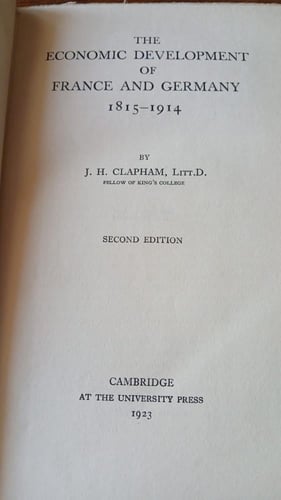 THE
ECONOMIC DEVELOPMENT
OF
FRANCE AND GERMANY
1815–1914
BY
J. H. CLAPHAM, LITT.D.
FELLOW OF KING'S COLLEGE
SECOND EDITION
CAMBRIDGE
AT THE UNIVERSITY PRESS
1923